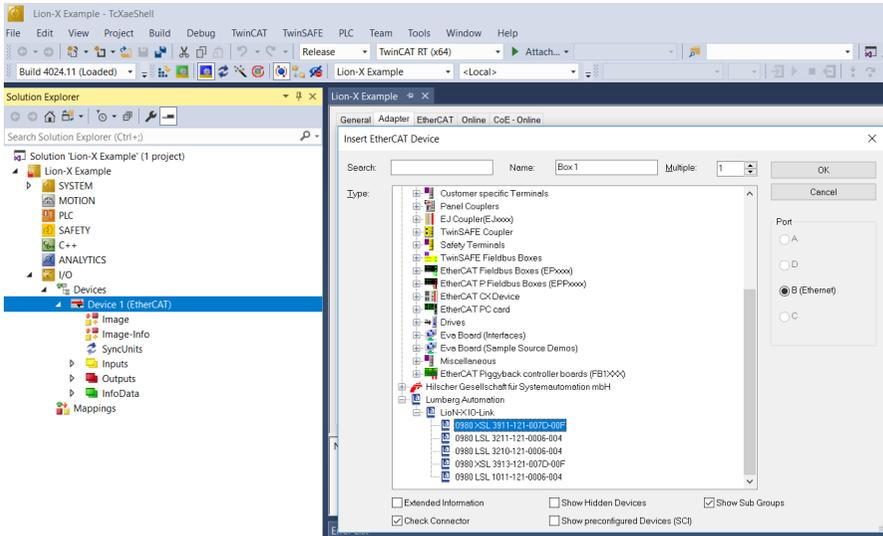 Lion-X Example - TcXaeShell
File Edit View Project Build Debug TwinCAT TwinSAFE PLC Team Scope Tools Window Help
Release TwinCAT RT (x64) Attach...
Build 4024.11 (Loaded) Lion-X Example <Local>
Solution Explorer
Search Solution Explorer (Ctrl+;)
Solution 'Lion-X Example' (1 project)
Lion-X Example
SYSTEM
MOTION
PLC
SAFETY
C++
ANALYTICS
I/O
Devices
Device 1 (EtherCAT)
Image
Image-Info
SyncUnits
Inputs
Outputs
InfoData
Mappings
Lion-X Example
General Adapter EtherCAT Online CoE - Online
Insert EtherCAT Device
Search: Name: Box 1 Multiple: 1 OK
Type: Cancel
Customer specific Terminals
Panel Couplers
EJ Coupler(EJxxxx)
TwinSAFE Coupler
Safety Terminals
TwinSAFE Fieldbus Boxes
EtherCAT Fieldbus Boxes (EPxxxx)
EtherCAT P Fieldbus Boxes (EPPxxxx)
EtherCAT CX Device
EtherCAT PC card
Drives
Eva Board (Interfaces)
Eva Board (Sample Source Demos)
Miscellaneous
EtherCAT Piggyback controller boards (FB1XXX)
Hilscher Gesellschaft für Systemautomation mbH
Lumberg Automation
LioN-X IO-Link
0980 XSL 3911-121-007D-00F
0980 LSL 3211-121-0006-004
0980 LSL 3210-121-0006-004
0980 XSL 3913-121-007D-00F
0980 LSL 1011-121-0006-004
Port
A
D
B (Ethernet)
C
Extended Information Show Hidden Devices Show Sub Groups
Check Connector Show preconfigured Devices (SCI)